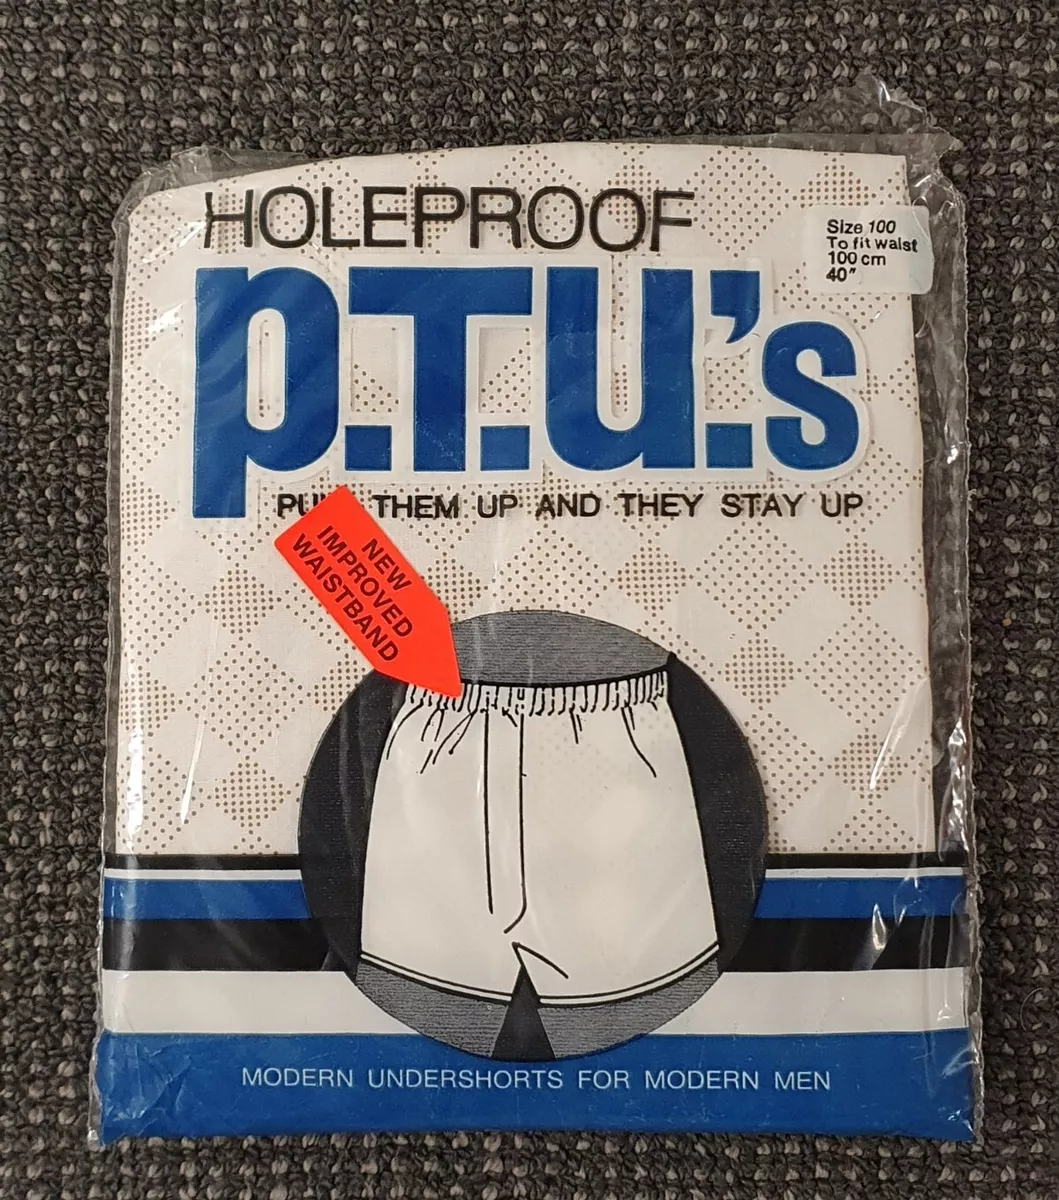 HOLEPROOF
p.T.U.'s
Size 100
To fit waist
100 cm
40"
THEM UP AND THEY STAY UP
NEW
IMPROVED
WAISTBAND
MODERN UNDERSHORTS FOR MODERN MEN